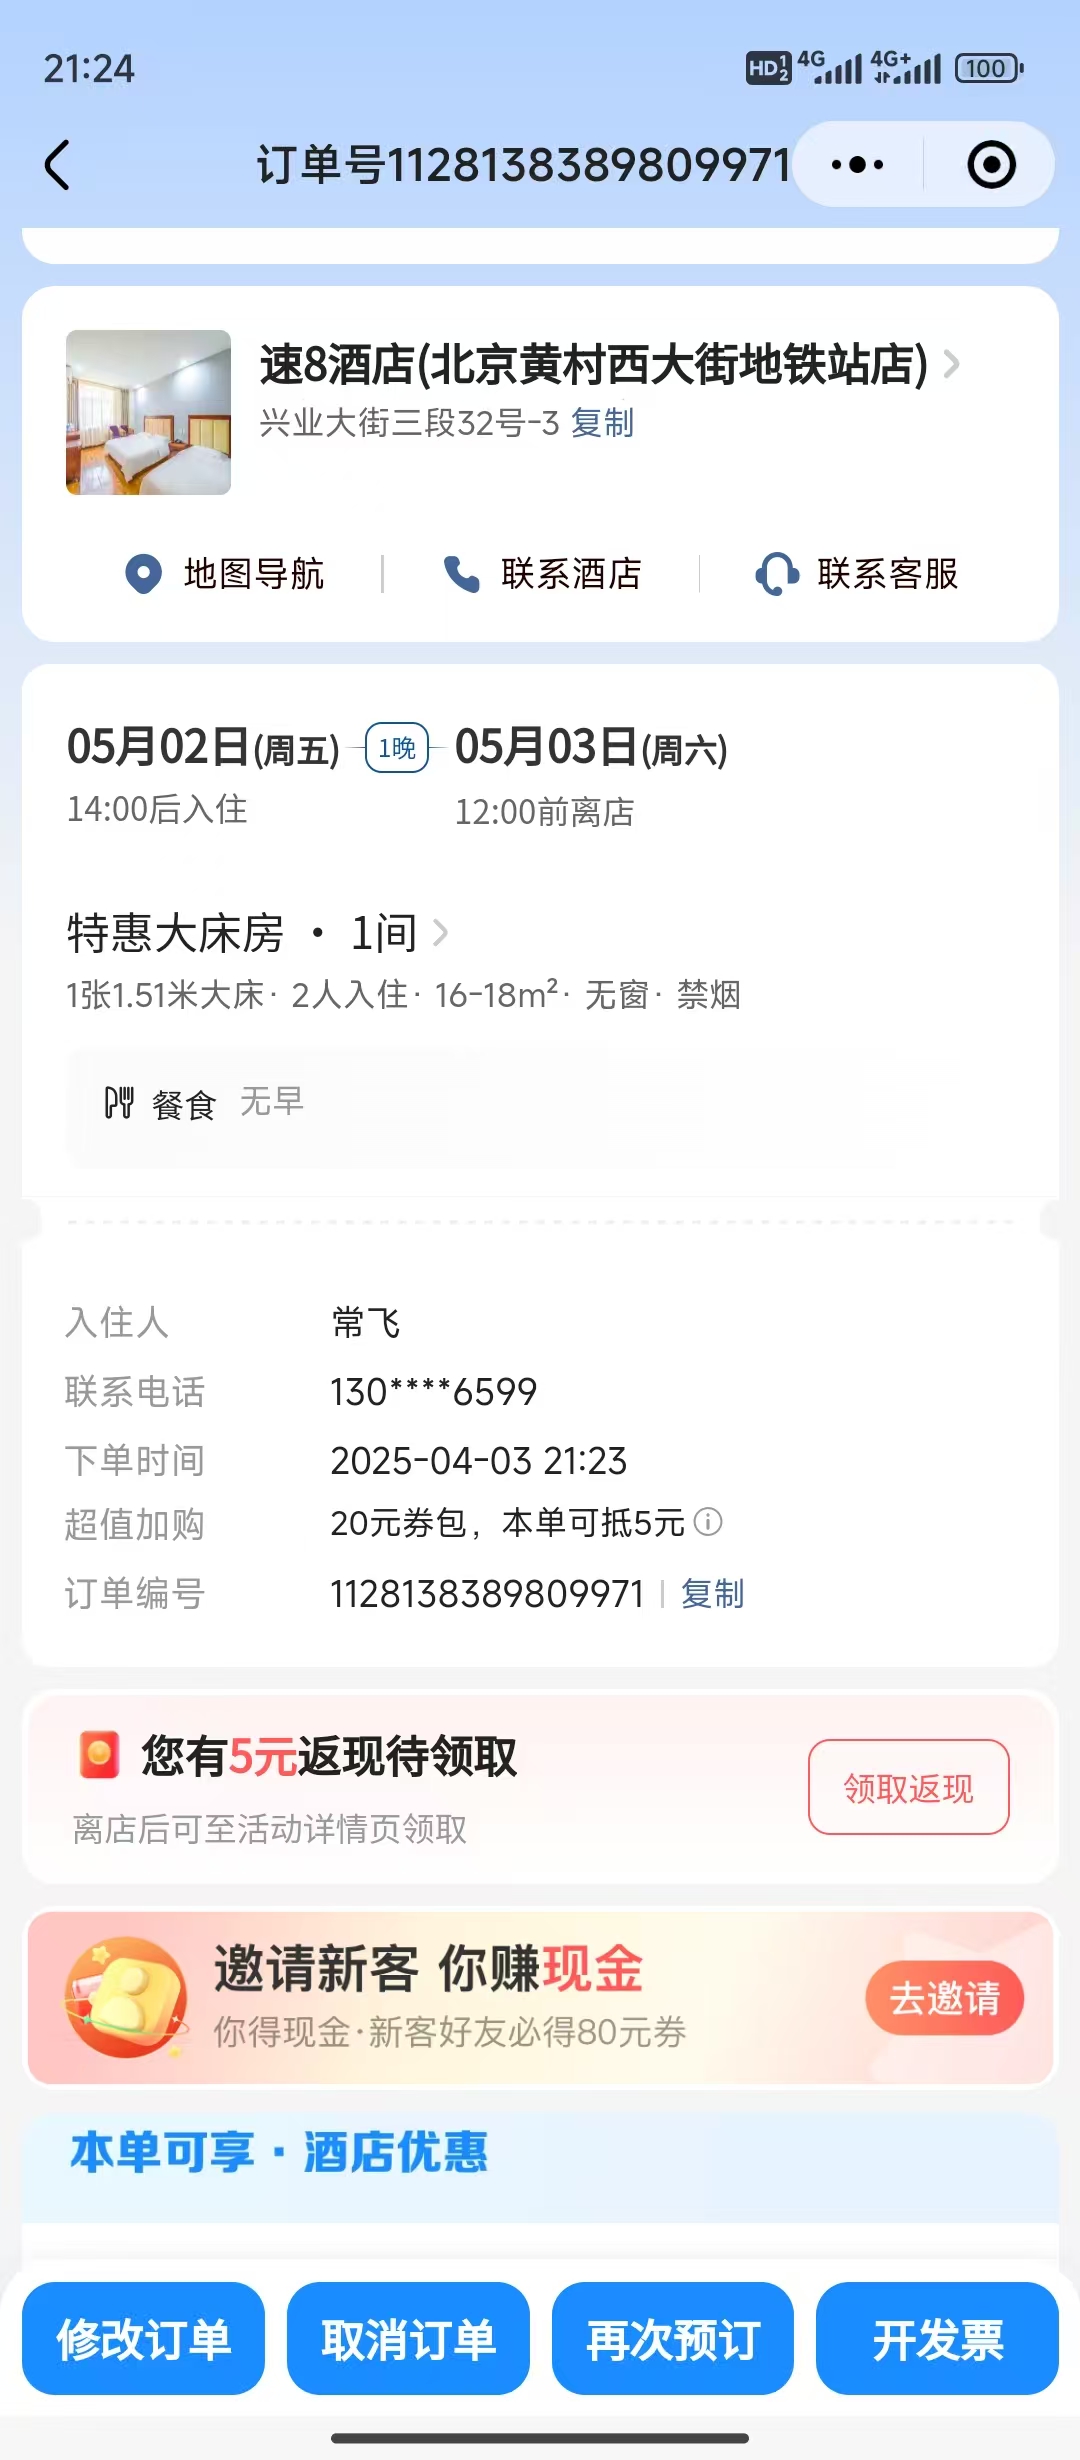 21:24
HD 1 2 4G 4G+ 100
订单号1128138389809971
速8酒店(北京黄村西大街地铁站店)
兴业大街三段32号-3 复制
地图导航 联系酒店 联系客服
05月02日(周五) 1晚 05月03日(周六)
14:00后入住 12:00前离店
特惠大床房 · 1间
1张1.51米大床· 2人入住· 16-18m²· 无窗· 禁烟
餐食 无早
入住人 常飞
联系电话 130****6599
下单时间 2025-04-03 21:23
超值加购 20元券包，本单可抵5元
订单编号 1128138389809971 复制
您有5元返现待领取
领取返现
离店后可至活动详情页领取
邀请新客 你赚现金
去邀请
你得现金·新客好友必得80元券
本单可享·酒店优惠
修改订单 取消订单 再次预订 开发票